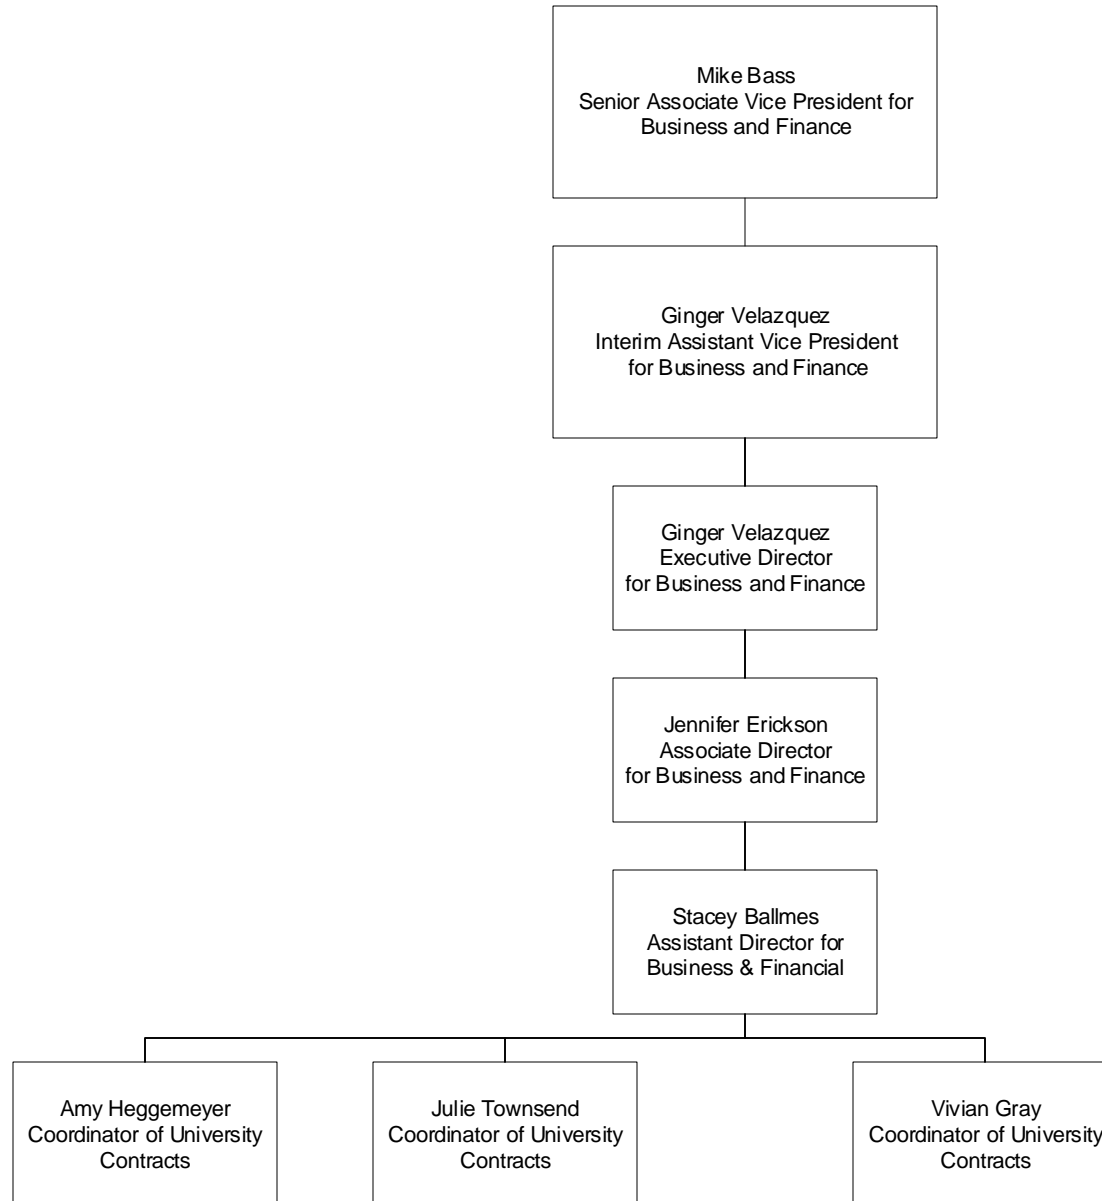 Mike Bass
Senior Associate Vice President for
Business and Finance
Ginger Velazquez
Interim Assistant Vice President
for Business and Finance
Ginger Velazquez
Executive Director
for Business and Finance
Jennifer Erickson
Associate Director
for Business and Finance
Stacey Ballmes
Assistant Director for
Business & Financial
Amy Heggemeyer
Coordinator of University
Contracts
Julie Townsend
Coordinator of University
Contracts
Vivian Gray
Coordinator of University
Contracts